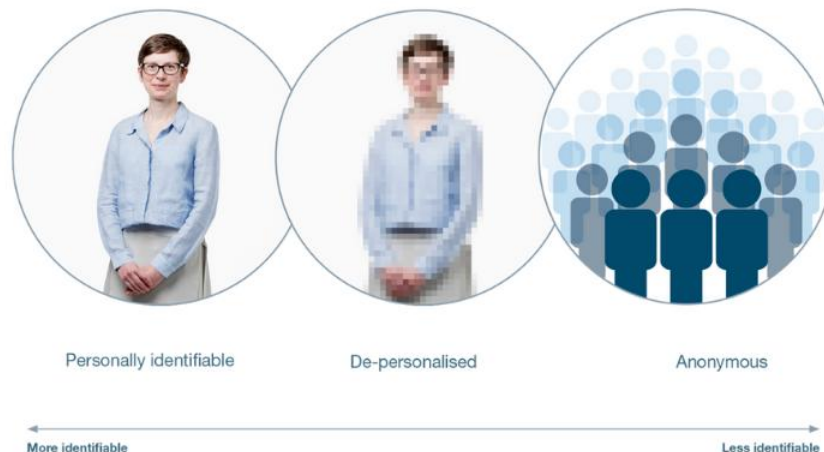 Personally identifiable
De-personalised
Anonymous
More identifiable
Less identifiable